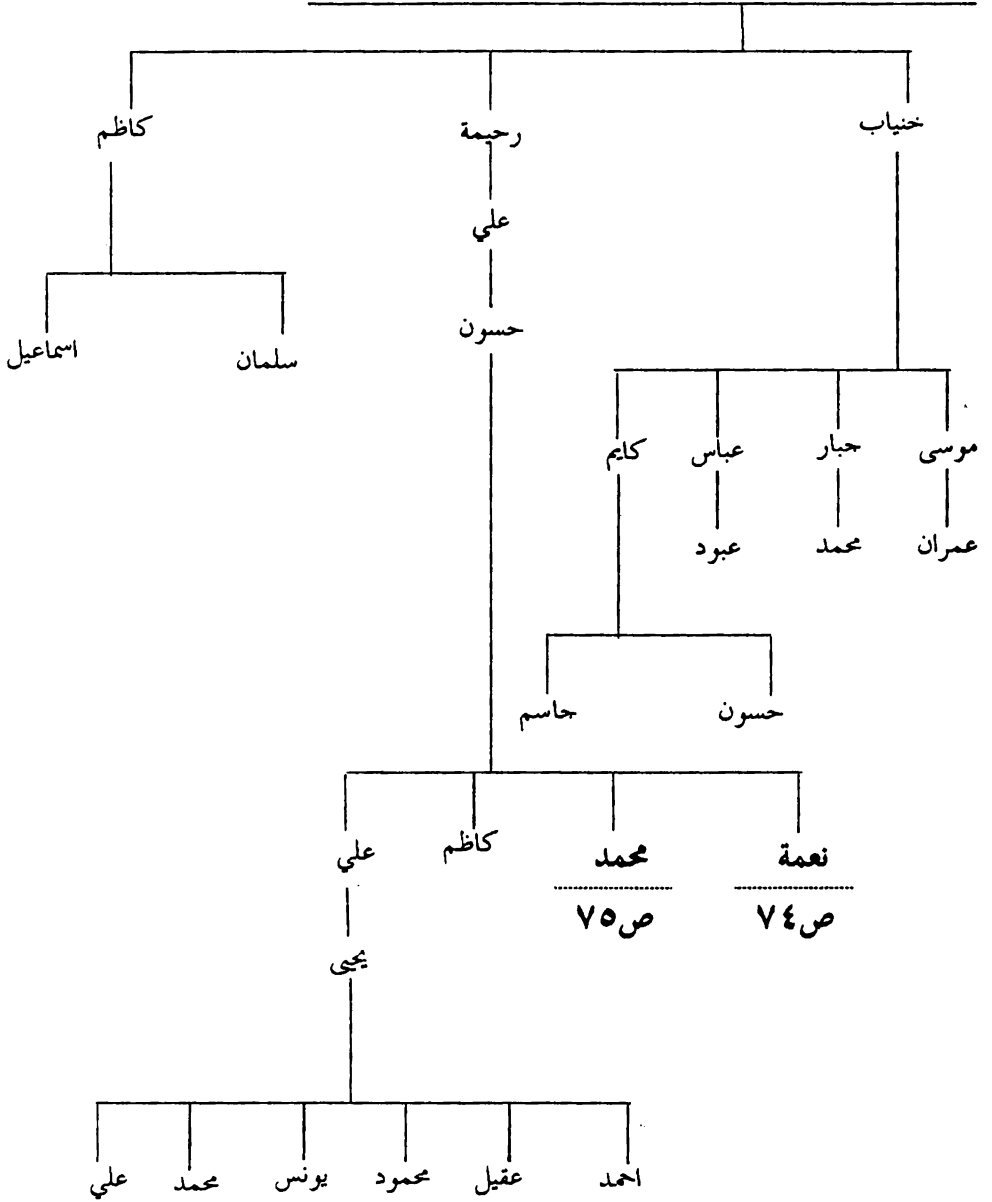 خنياب رحيمة كاظم
علي
حسون
سلمان اسماعيل
موسى حبار عباس كايم
عمران محمد عبود
حسون حاسم
نعمة محمد كاظم علي
ص٧٤ ص٧٥
يحيى
احمد عقيل محمود يونس محمد علي